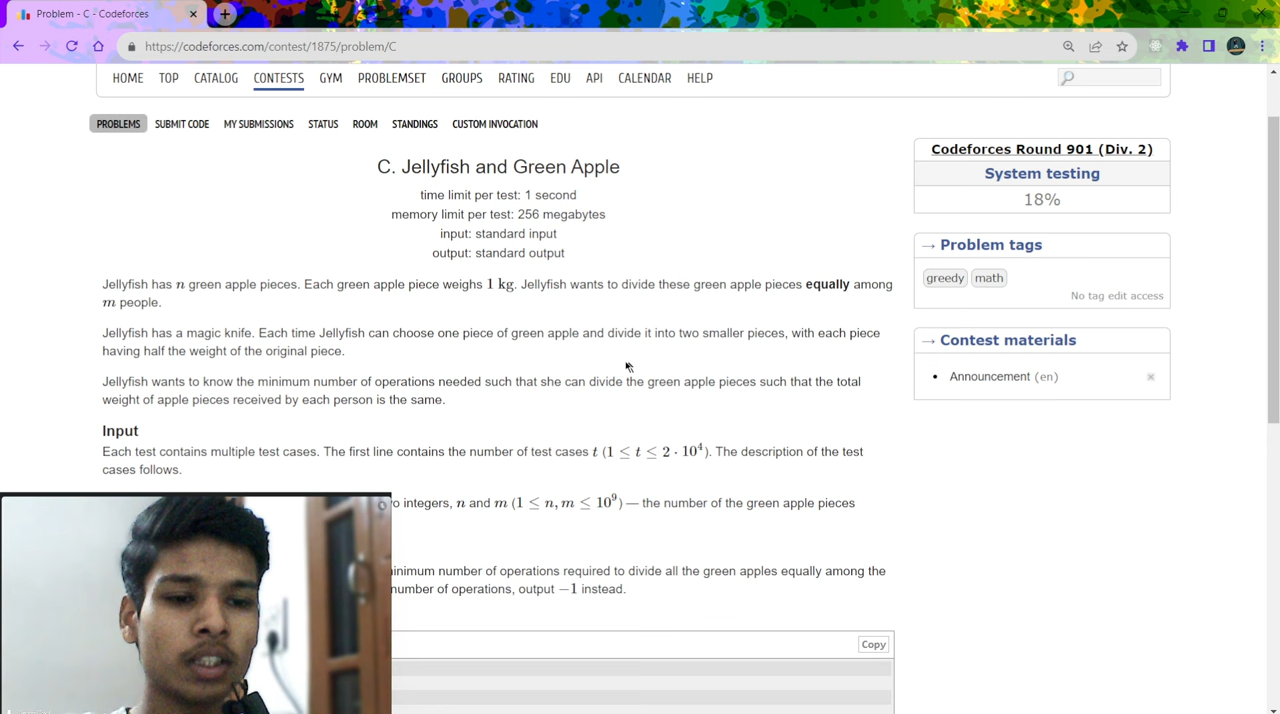 Problem - C - Codeforces
https://codeforces.com/contest/1875/problem/C
HOME TOP CATALOG CONTESTS GYM PROBLEMSET GROUPS RATING EDU API CALENDAR HELP
PROBLEMS SUBMIT CODE MY SUBMISSIONS STATUS ROOM STANDINGS CUSTOM INVOCATION
C. Jellyfish and Green Apple
time limit per test: 1 second
memory limit per test: 256 megabytes
input: standard input
output: standard output
Jellyfish has n green apple pieces. Each green apple piece weighs 1 kg. Jellyfish wants to divide these green apple pieces equally among
m people.
Jellyfish has a magic knife. Each time Jellyfish can choose one piece of green apple and divide it into two smaller pieces, with each piece
having half the weight of the original piece.
Jellyfish wants to know the minimum number of operations needed such that she can divide the green apple pieces such that the total
weight of apple pieces received by each person is the same.
Input
Each test contains multiple test cases. The first line contains the number of test cases t (1 ≤ t ≤ 2 · 10⁴). The description of the test
cases follows.
integers, n and m (1 ≤ n, m ≤ 10⁹) — the number of the green apple pieces
minimum number of operations required to divide all the green apples equally among the
number of operations, output −1 instead.
Copy
Codeforces Round 901 (Div. 2)
System testing
18%
→ Problem tags
greedy math
No tag edit access
→ Contest materials
• Announcement (en)